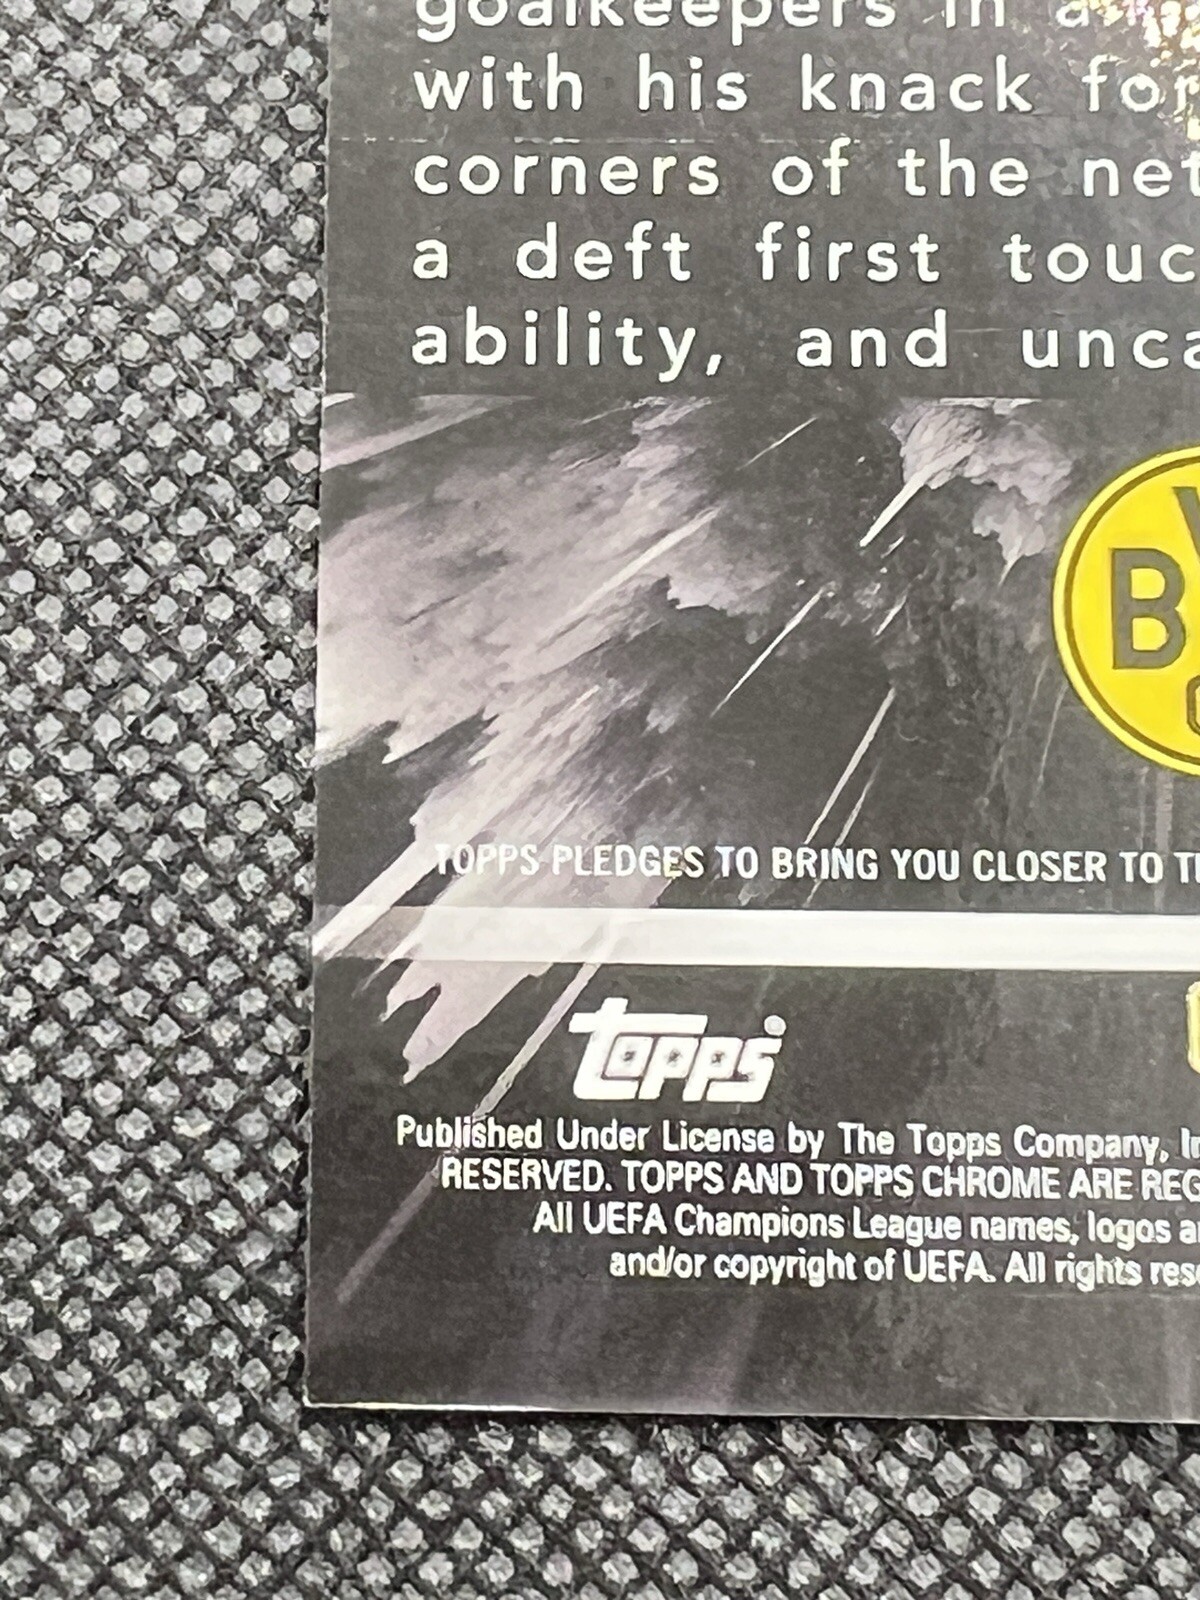 goalkeepers in a
with his knack for
corners of the net
a deft first touc
ability, and unca
B
TOPPS PLEDGES TO BRING YOU CLOSER TO T
topps®
Published Under License by The Topps Company, In
RESERVED. TOPPS AND TOPPS CHROME ARE REG
All UEFA Champions League names, logos a
and/or copyright of UEFA. All rights rese